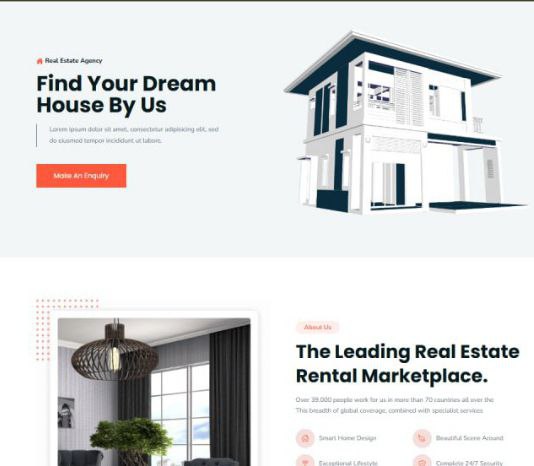 Real Estate Agency
Find Your Dream
House By Us
Lorem ipsum dolor sit amet, consectetur adipisicing elit, sed
do eiusmod tempor incididunt ut labore.
Make An Enquiry
About Us
The Leading Real Estate
Rental Marketplace.
Over 39,000 people work for us in more than 70 countries all over the
This breadth of global coverage, combined with specialist services
Smart Home Design
Beautiful Scene Around
Exceptional Lifestyle
Complete 24/7 Security